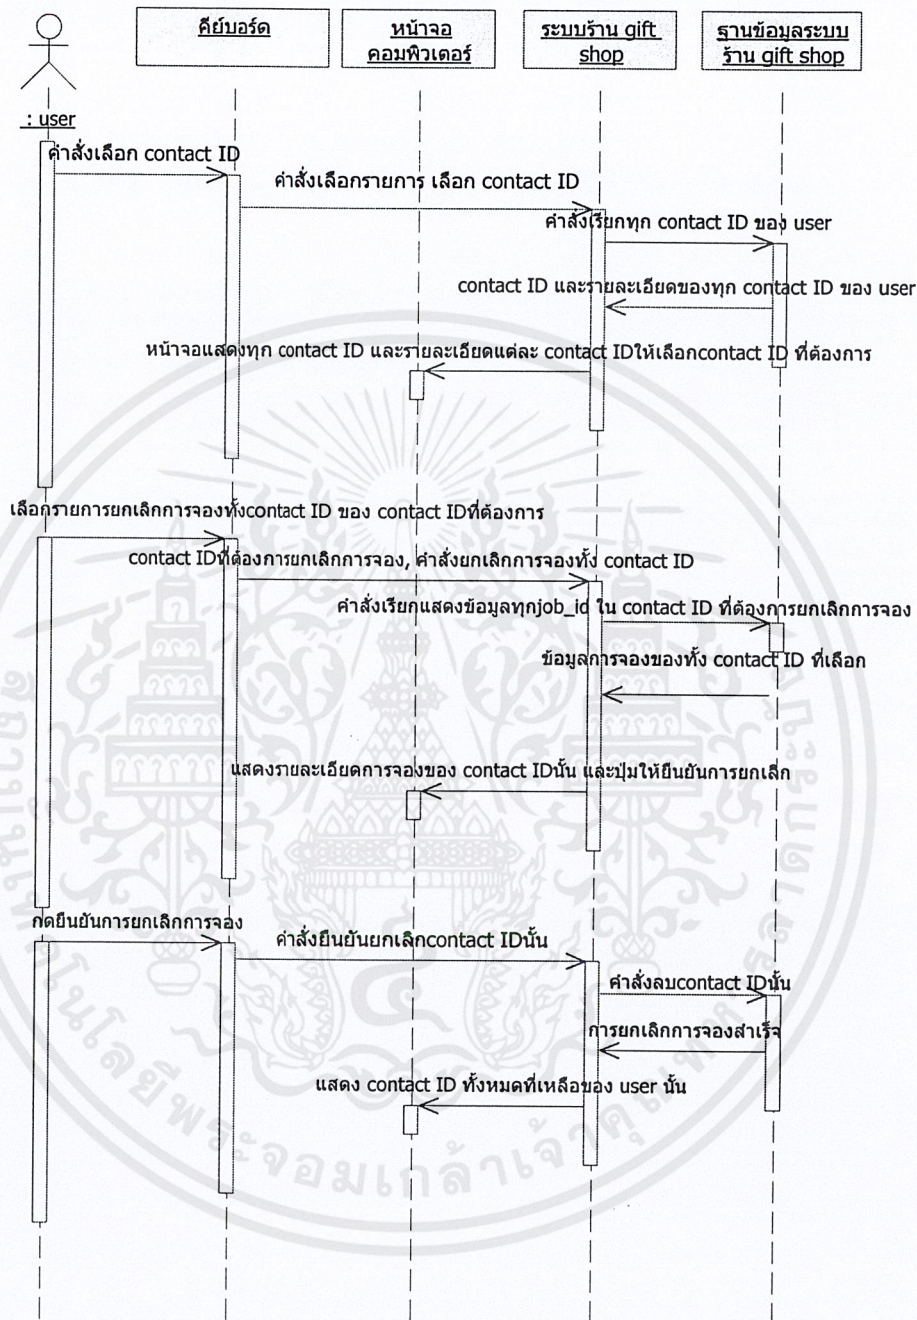 คีย์บอร์ด
หน้าจอ
คอมพิวเตอร์
ระบบร้าน gift
shop
ฐานข้อมูลระบบ
ร้าน gift shop
: user
คำสั่งเลือก contact ID
คำสั่งเลือกรายการ เลือก contact ID
คำสั่งเรียกทุก contact ID ของ user
contact ID และรายละเอียดของทุก contact ID ของ user
หน้าจอแสดงทุก contact ID และรายละเอียดแต่ละ contact IDให้เลือกcontact ID ที่ต้องการ
เลือกรายการยกเลิกการจองทั้งcontact ID ของ contact IDที่ต้องการ
contact IDที่ต้องการยกเลิกการจอง, คำสั่งยกเลิกการจองทั้ง contact ID
คำสั่งเรียกแสดงข้อมูลทุกjob_id ใน contact ID ที่ต้องการยกเลิกการจอง
ข้อมูลการจองของทั้ง contact ID ที่เลือก
แสดงรายละเอียดการจองของ contact IDนั้น และปุ่มให้ยืนยันการยกเลิก
กดยืนยันการยกเลิกการจอง
คำสั่งยืนยันยกเลิกcontact IDนั้น
คำสั่งลบcontact IDนั้น
การยกเลิกการจองสำเร็จ
แสดง contact ID ทั้งหมดที่เหลือของ user นั้น